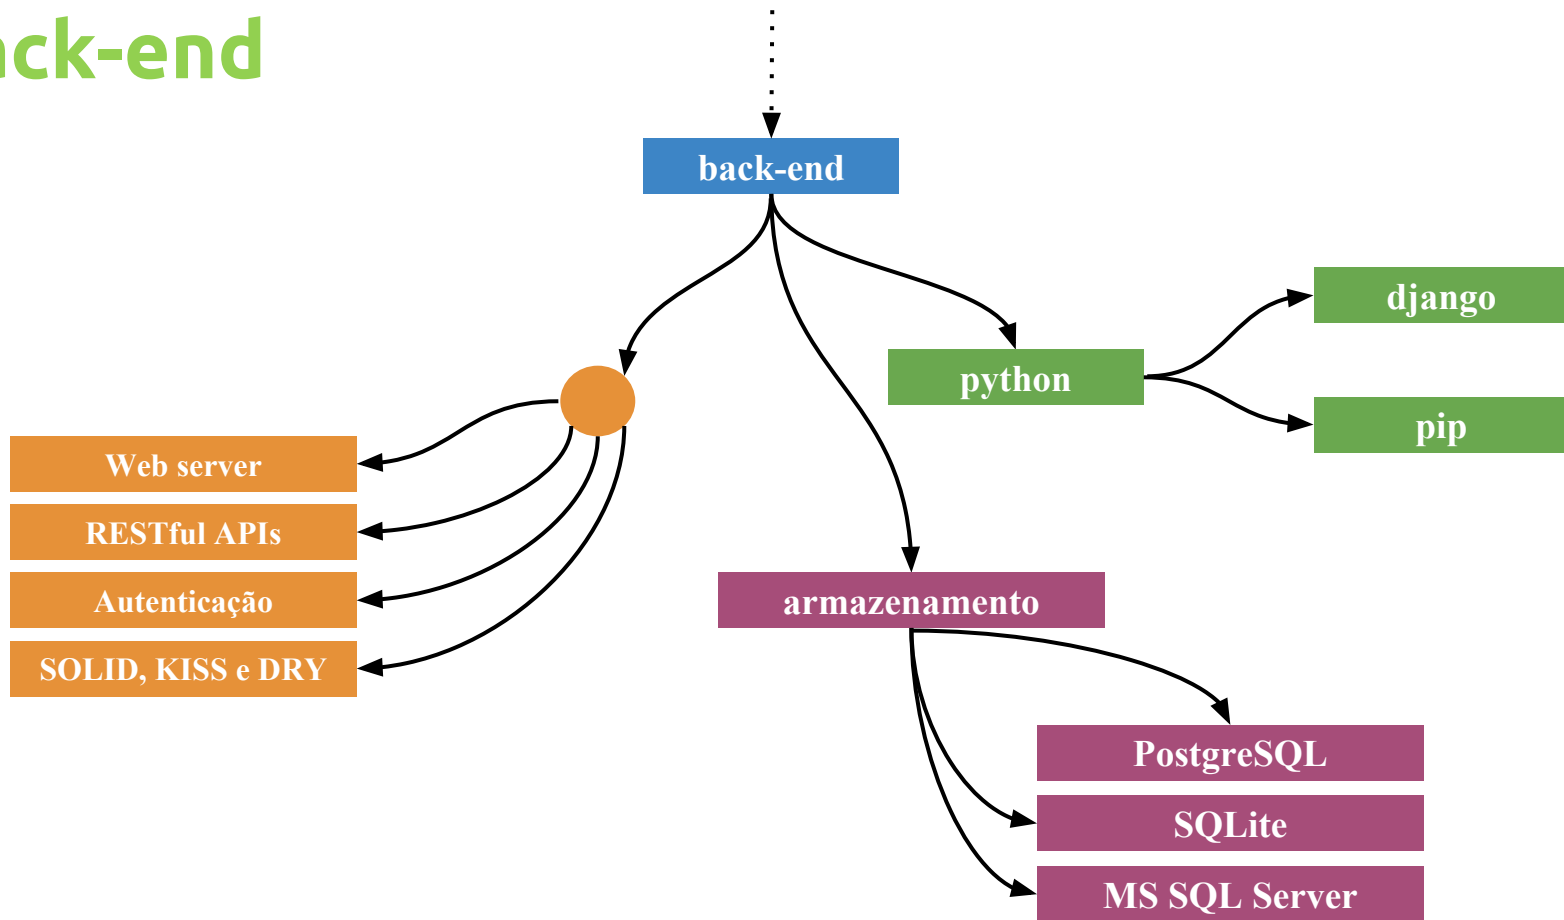 ack-end
back-end
django
python
pip
Web server
RESTful APIs
Autenticação
SOLID, KISS e DRY
armazenamento
PostgreSQL
SQLite
MS SQL Server